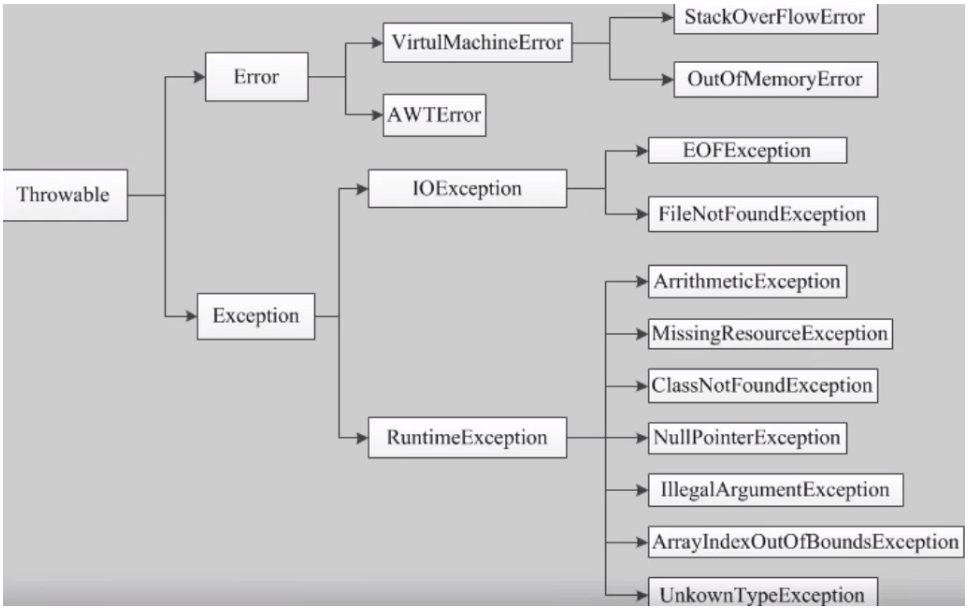 StackOverFlowError
VirtulMachineError
Error
OutOfMemoryError
AWTError
EOFException
Throwable
IOException
FileNotFoundException
ArrithmeticException
Exception
MissingResourceException
ClassNotFoundException
RuntimeException
NullPointerException
IllegalArgumentException
ArrayIndexOutOfBoundsException
UnkownTypeException